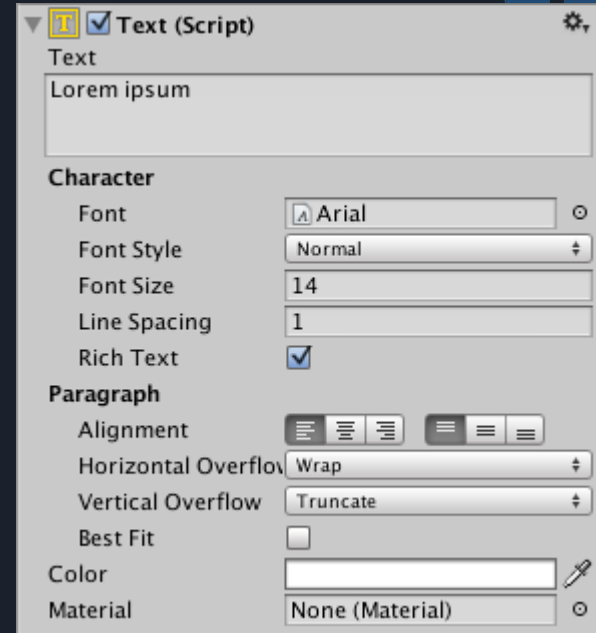 Text (Script)
Text
Lorem ipsum
Character
Font Arial
Font Style Normal
Font Size 14
Line Spacing 1
Rich Text
Paragraph
Alignment
Horizontal Overflov Wrap
Vertical Overflow Truncate
Best Fit
Color
Material None (Material)